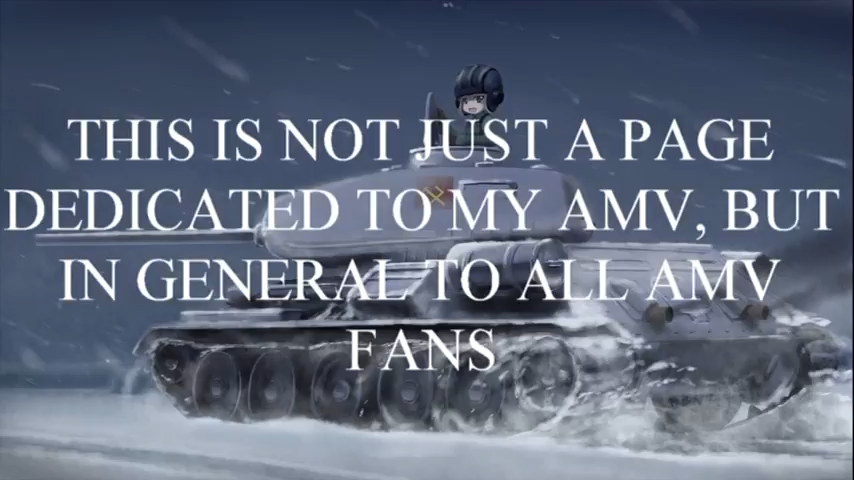 THIS IS NOT JUST A PAGE
DEDICATED TO MY AMV, BUT
IN GENERAL TO ALL AMV
FANS